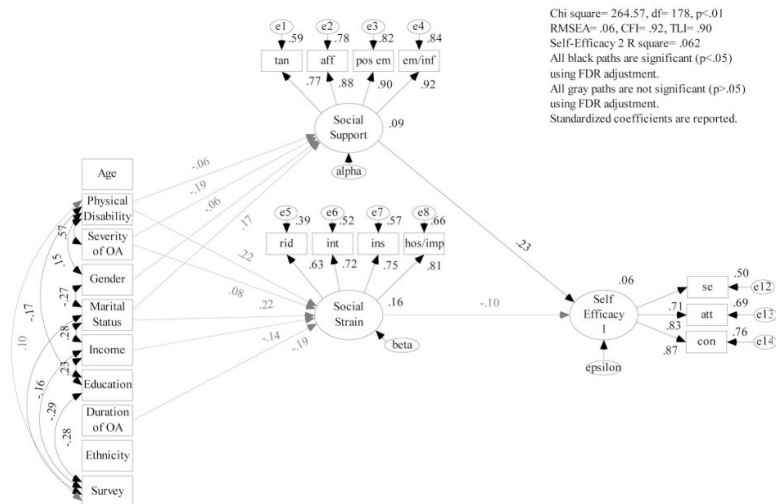 Chi square= 264.57, df= 178, p<.01
RMSEA= .06, CFI= .92, TLI= .90
Self-Efficacy 2 R square= .062
All black paths are significant (p<.05)
using FDR adjustment.
All gray paths are not significant (p>.05)
using FDR adjustment.
Standardized coefficients are reported.
e1 e2 e3 e4
.59 .78 .82 .84
tan aff pos em em/inf
.77 .88 .90 .92
Social
Support
.09
alpha
Age
Physical
Disability
Severity
of OA
Gender
Marital
Status
Income
Education
Duration
of OA
Ethnicity
Survey
-.06
-.19
-.06
.17
.22
.08
.22
-.14
-.19
.57
.15
-.27
-.17
.28
.10
.23
-.16
-.29
-.28
e5 e6 e7 e8
.39 .52 .57 .66
rid int ins hos/imp
.63 .72 .75 .81
Social
Strain
.16
beta
.23
-.10
Self
Efficacy
1
.06
epsilon
se .50 e12
.71 att .69 e13
.83 con .76 e14
.87